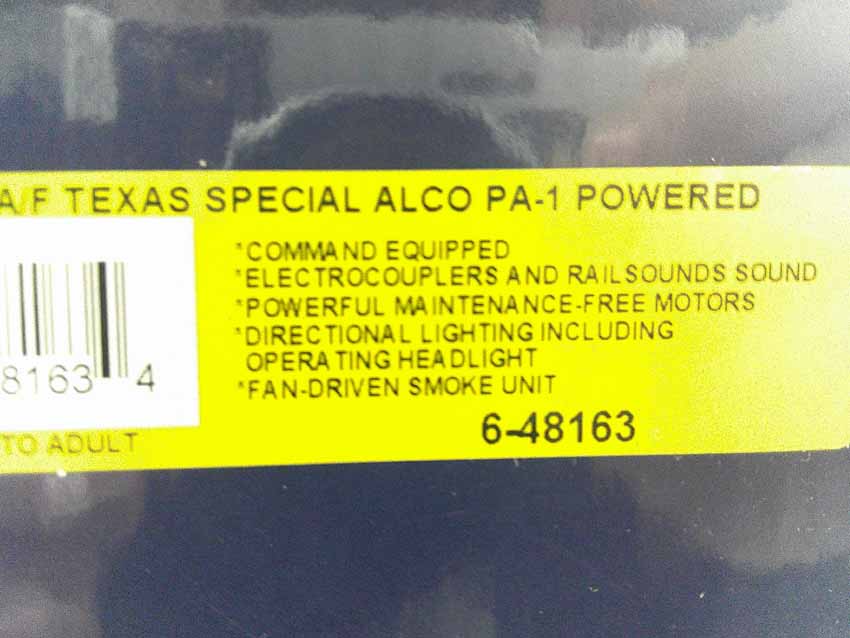 A/F TEXAS SPECIAL ALCO PA-1 POWERED
*COMMAND EQUIPPED
*ELECTROCOUPLERS AND RAILSOUNDS SOUND
*POWERFUL MAINTENANCE-FREE MOTORS
*DIRECTIONAL LIGHTING INCLUDING
OPERATING HEADLIGHT
*FAN-DRIVEN SMOKE UNIT
8163 4
6-48163
TO ADULT